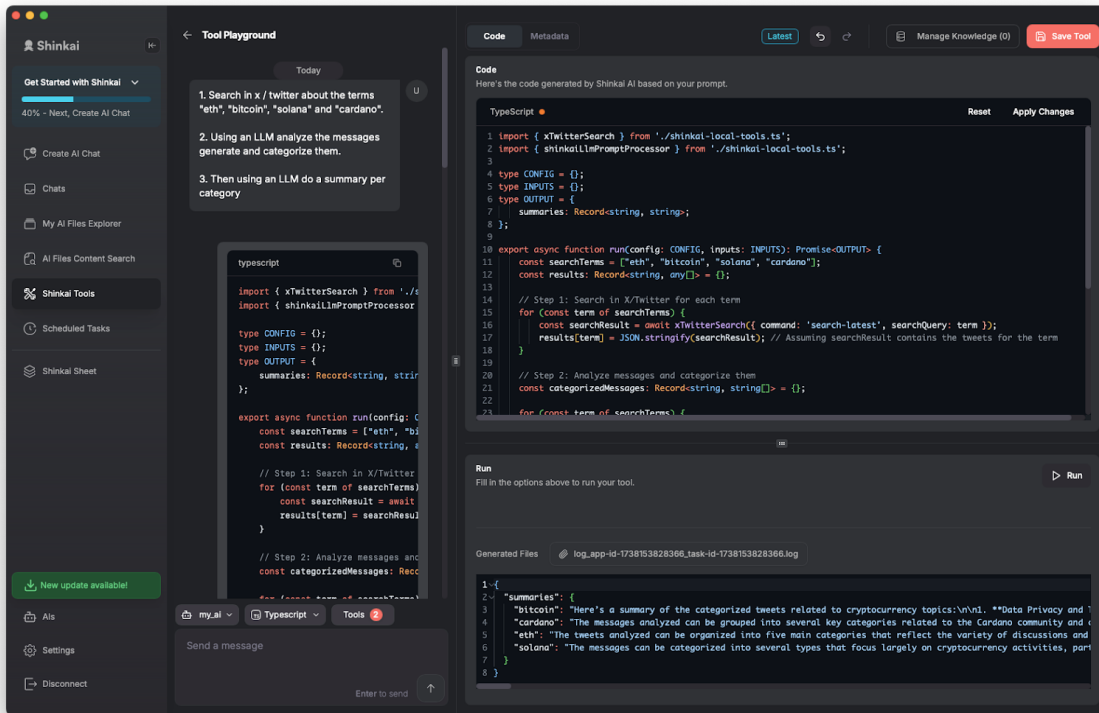 Shinkai
Get Started with Shinkai
40% - Next, Create AI Chat
Create AI Chat
Chats
My AI Files Explorer
AI Files Content Search
Shinkai Tools
Scheduled Tasks
Shinkai Sheet
New update available!
AIs
Settings
Disconnect
Tool Playground
Today
U
1. Search in x / twitter about the terms
"eth", "bitcoin", "solana" and "cardano".
2. Using an LLM analyze the messages
generate and categorize them.
3. Then using an LLM do a summary per
category
typescript
import { xTwitterSearch } from './s
import { shinkaiLlmPromptProcessor
type CONFIG = {};
type INPUTS = {};
type OUTPUT = {
summaries: Record<string, strin
};
export async function run(config: C
const searchTerms = ["eth", "bi
const results: Record<string, a
// Step 1: Search in X/Twitter
for (const term of searchTerms)
const searchResult = await
results[term] = searchResul
}
// Step 2: Analyze messages and
const categorizedMessages: Reco
for (const term of searchTerms)
my_ai
Typescript
Tools 2
Send a message
Enter to send
Code
Metadata
Latest
Manage Knowledge (0)
Save Tool
Code
Here's the code generated by Shinkai AI based on your prompt.
TypeScript
Reset
Apply Changes
1 import { xTwitterSearch } from './shinkai-local-tools.ts';
2 import { shinkaiLlmPromptProcessor } from './shinkai-local-tools.ts';
3
4 type CONFIG = {};
5 type INPUTS = {};
6 type OUTPUT = {
7 summaries: Record<string, string>;
8 };
9
10 export async function run(config: CONFIG, inputs: INPUTS): Promise<OUTPUT> {
11 const searchTerms = ["eth", "bitcoin", "solana", "cardano"];
12 const results: Record<string, any[]> = {};
13
14 // Step 1: Search in X/Twitter for each term
15 for (const term of searchTerms) {
16 const searchResult = await xTwitterSearch({ command: 'search-latest', searchQuery: term });
17 results[term] = JSON.stringify(searchResult); // Assuming searchResult contains the tweets for the term
18 }
19
20 // Step 2: Analyze messages and categorize them
21 const categorizedMessages: Record<string, string[]> = {};
22
23 for (const term of searchTerms) {
Run
Fill in the options above to run your tool.
Run
Generated Files
log_app-id-1738153828366_task-id-1738153828366.log
1 {
2 "summaries": {
3 "bitcoin": "Here's a summary of the categorized tweets related to cryptocurrency topics:\n\n1. **Data Privacy and T
4 "cardano": "The messages analyzed can be grouped into several key categories related to the Cardano community and c
5 "eth": "The tweets analyzed can be organized into five main categories that reflect the variety of discussions and
6 "solana": "The messages can be categorized into several types that focus largely on cryptocurrency activities, part
7 }
8 }